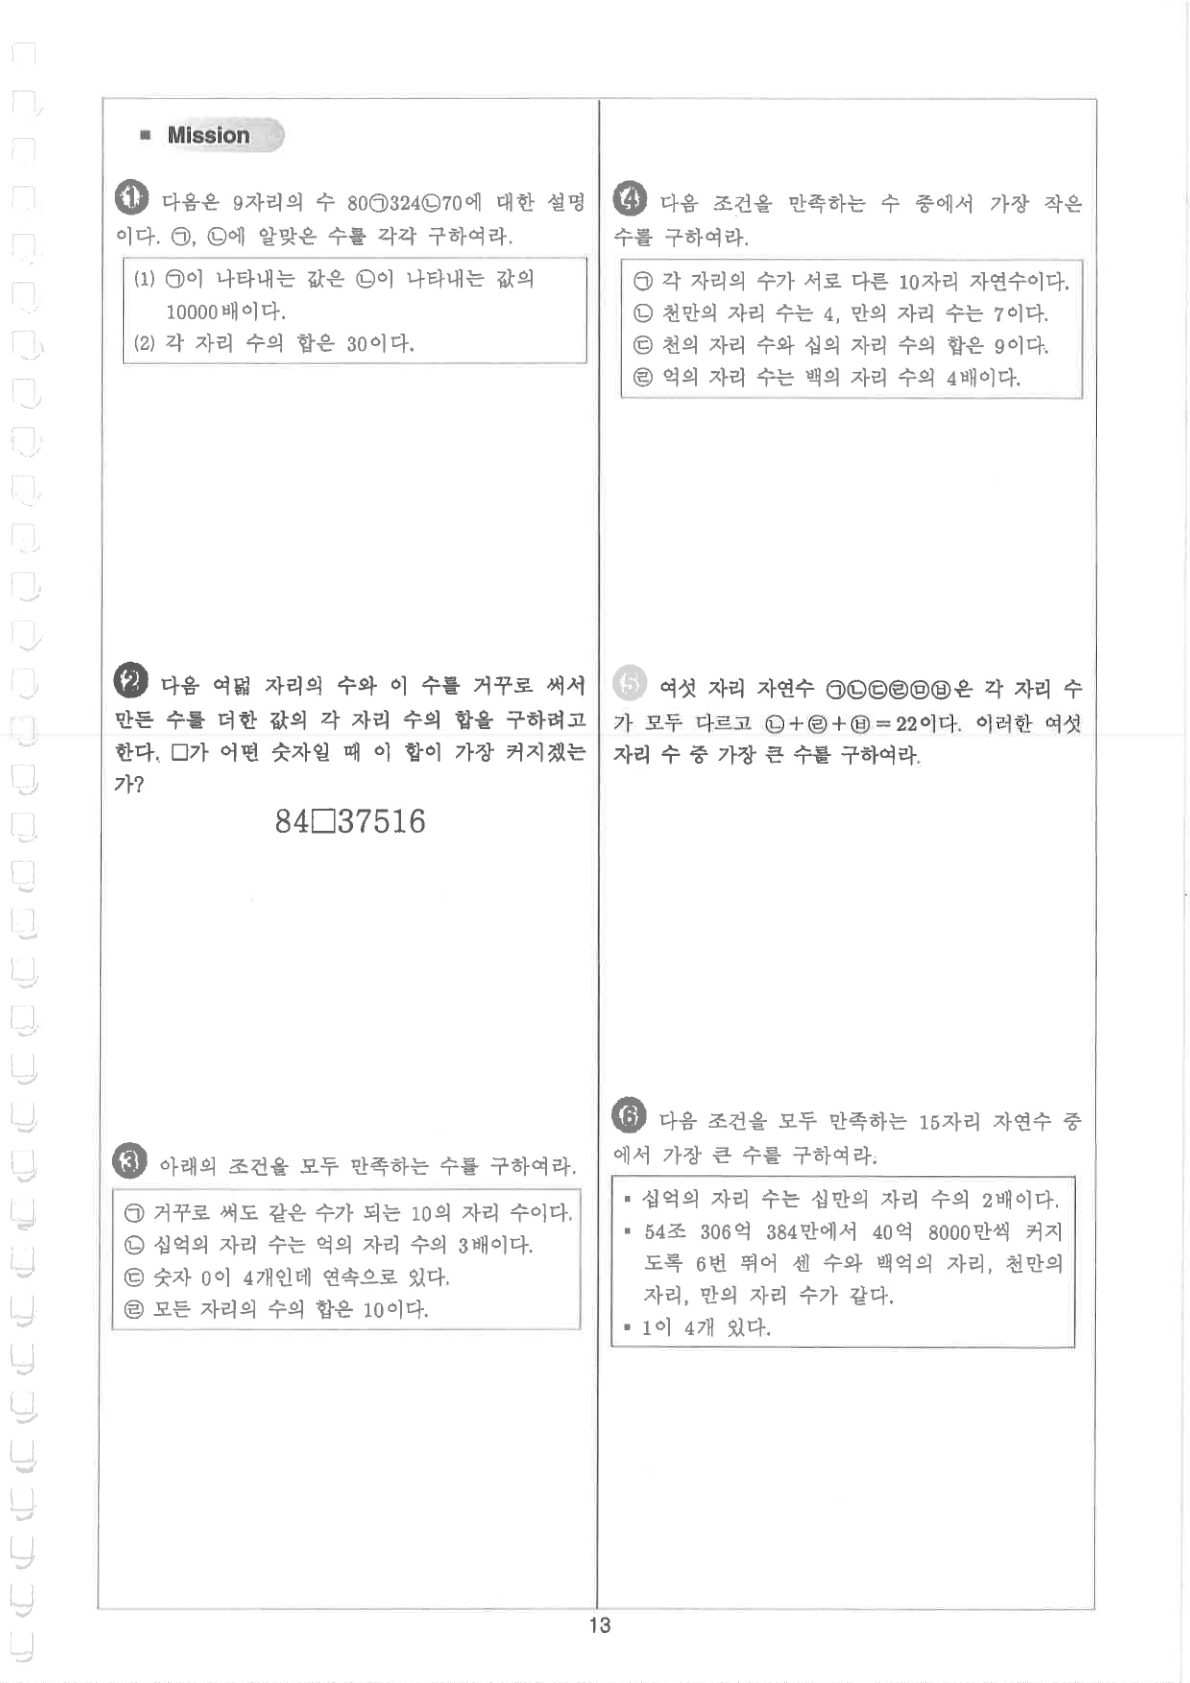 ▪ Mission
1 다음은 9자리의 수 80㉠324㉡70에 대한 설명
이다. ㉠, ㉡에 알맞은 수를 각각 구하여라.
(1) ㉠이 나타내는 값은 ㉡이 나타내는 값의
10000배이다.
(2) 각 자리 수의 합은 30이다.
2 다음 여덟 자리의 수와 이 수를 거꾸로 써서
만든 수를 더한 값의 각 자리 수의 합을 구하려고
한다. □가 어떤 숫자일 때 이 합이 가장 커지겠는
가?
84□37516
3 아래의 조건을 모두 만족하는 수를 구하여라.
㉠ 거꾸로 써도 같은 수가 되는 10의 자리 수이다.
㉡ 십억의 자리 수는 억의 자리 수의 3배이다.
㉢ 숫자 0이 4개인데 연속으로 있다.
㉣ 모든 자리의 수의 합은 10이다.
4 다음 조건을 만족하는 수 중에서 가장 작은
수를 구하여라.
㉠ 각 자리의 수가 서로 다른 10자리 자연수이다.
㉡ 천만의 자리 수는 4, 만의 자리 수는 7이다.
㉢ 천의 자리 수와 십의 자리 수의 합은 9이다.
㉣ 억의 자리 수는 백의 자리 수의 4배이다.
5 여섯 자리 자연수 ㉠㉡㉢㉣㉤㉥은 각 자리 수
가 모두 다르고 ㉡+㉣+㉥=22이다. 이러한 여섯
자리 수 중 가장 큰 수를 구하여라.
6 다음 조건을 모두 만족하는 15자리 자연수 중
에서 가장 큰 수를 구하여라.
▪ 십억의 자리 수는 십만의 자리 수의 2배이다.
▪ 54조 306억 384만에서 40억 8000만씩 커지
도록 6번 뛰어 센 수와 백억의 자리, 천만의
자리, 만의 자리 수가 같다.
▪ 1이 4개 있다.
13